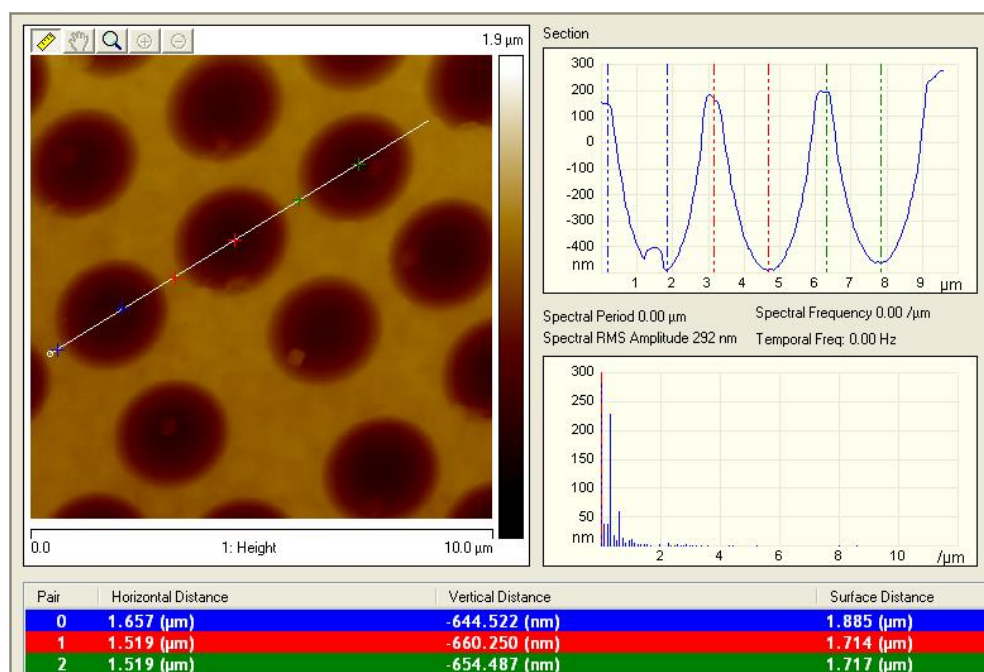 1.9 µm
0.0 1: Height 10.0 µm
Section
300
200
100
0
-100
-200
-300
-400
nm
1 2 3 4 5 6 7 8 9 µm
Spectral Period 0.00 µm Spectral Frequency 0.00 /µm
Spectral RMS Amplitude 292 nm Temporal Freq: 0.00 Hz
300
250
200
150
100
50
nm
2 4 6 8 10 /µm
Pair Horizontal Distance Vertical Distance Surface Distance
0 1.657 (µm) -644.522 (nm) 1.885 (µm)
1 1.519 (µm) -660.250 (nm) 1.714 (µm)
2 1.519 (µm) -654.487 (nm) 1.717 (µm)